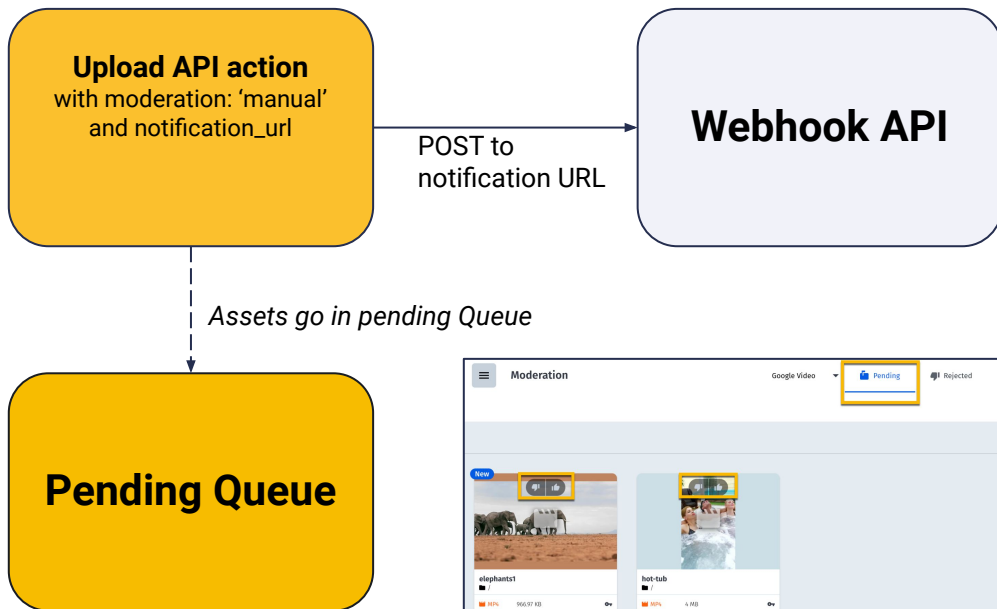 Upload API action
with moderation: ‘manual’
and notification_url
POST to
notification URL
Webhook API
Assets go in pending Queue
Pending Queue
Moderation
Google Video
Pending
Rejected
New
elephants1
/
MP4 966.97 KB
hot-tub
/
MP4 4 MB